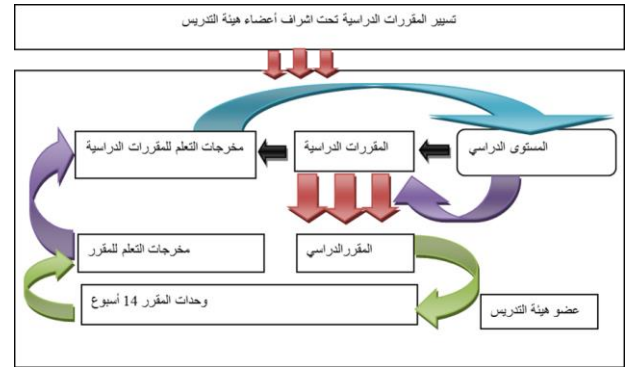 تسيير المقررات الدراسية تحت اشراف أعضاء هيئة التدريس
المستوى الدراسي
المقررات الدراسية
مخرجات التعلم للمقررات الدراسية
المقررالدراسي
مخرجات التعلم للمقرر
وحدات المقرر 14 أسبوع
عضو هيئة التدريس